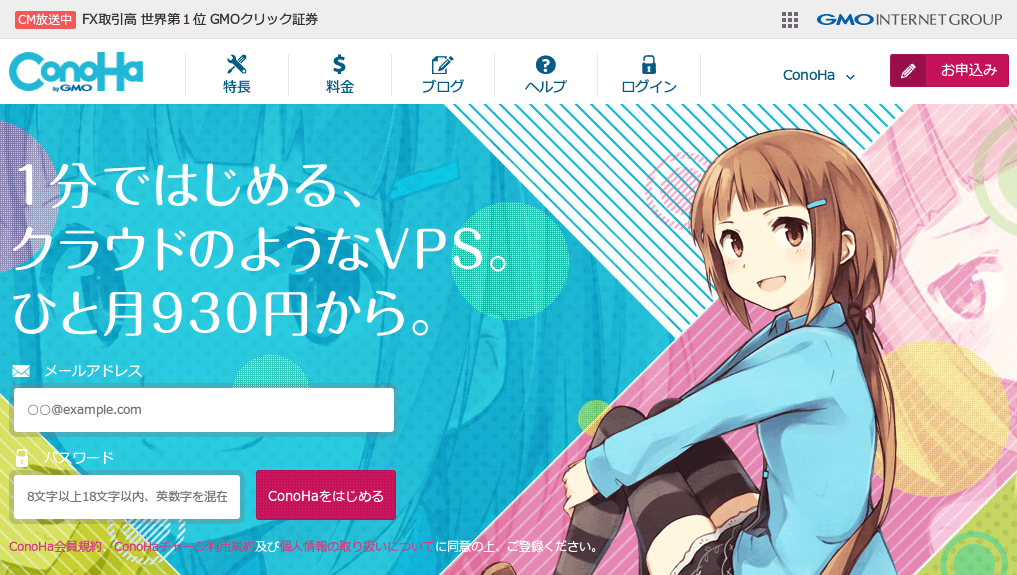 CM放送中 FX取引高 世界第１位 GMOクリック証券
GMO INTERNET GROUP
ConoHa
by GMO
特長
料金
ブログ
ヘルプ
ログイン
ConoHa
お申込み
1分ではじめる、
クラウドのようなVPS。
ひと月930円から。
メールアドレス
○○@example.com
パスワード
8文字以上18文字以内、英数字を混在
ConoHaをはじめる
ConoHa会員規約、ConoHaチャージ利用規約及び個人情報の取り扱いについてに同意の上、ご登録ください。